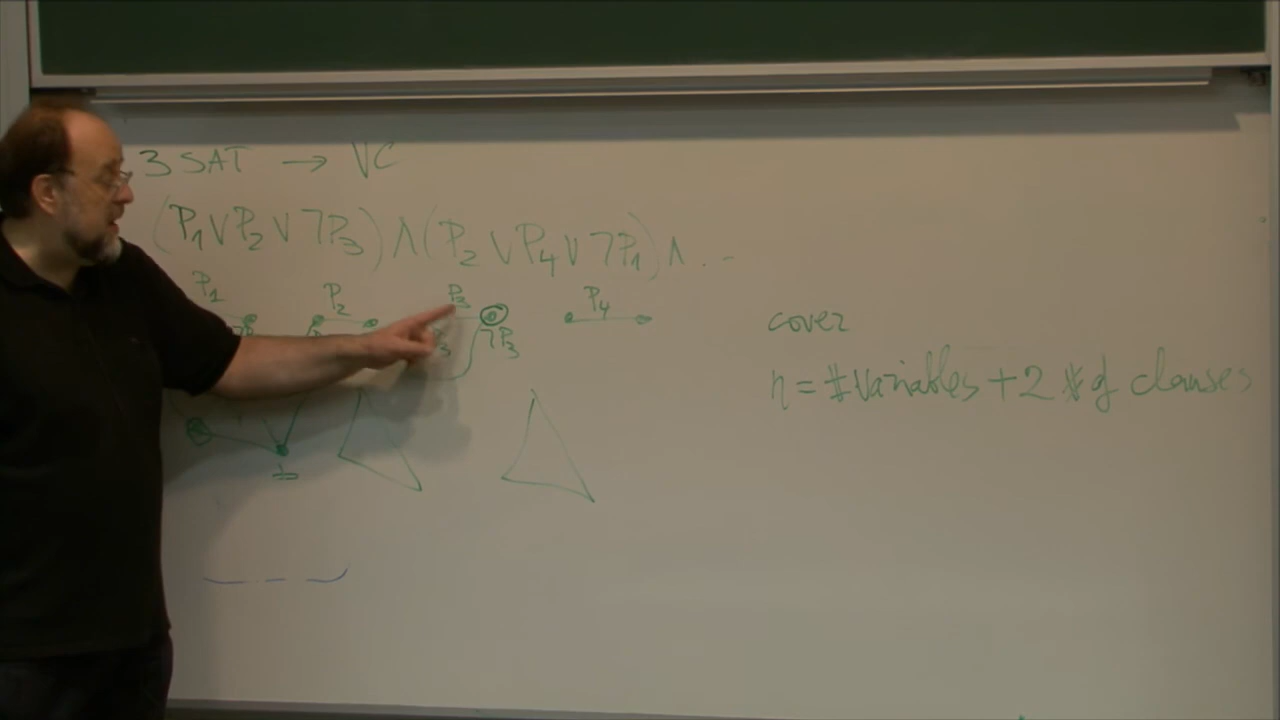 3 SAT → VC
(P1 ∨ P2 ∨ ¬P3) ∧ (P2 ∨ P4 ∨ ¬P1) ∧ ...
P1 P2 P3 P4
¬P3
cover
n = #variables + 2 # of clauses